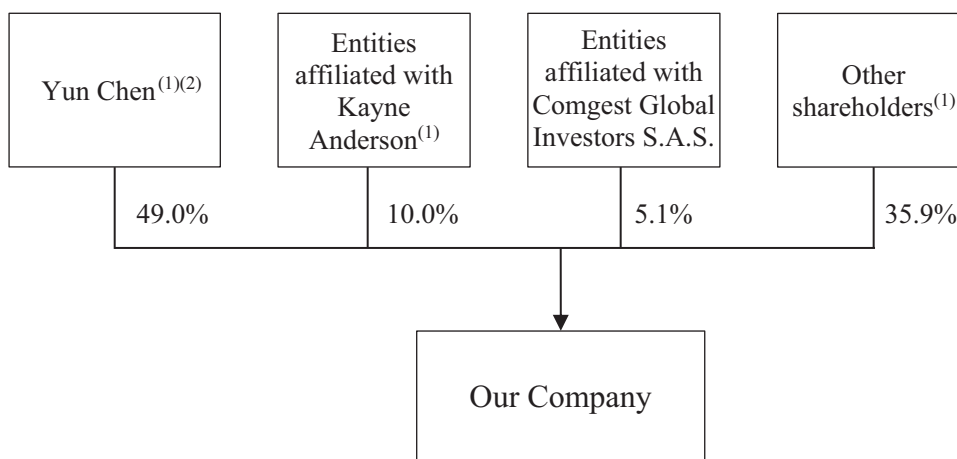 Yun Chen(1)(2)
Entities
affiliated with
Kayne
Anderson(1)
Entities
affiliated with
Comgest Global
Investors S.A.S.
Other
shareholders(1)
49.0%
10.0%
5.1%
35.9%
Our Company